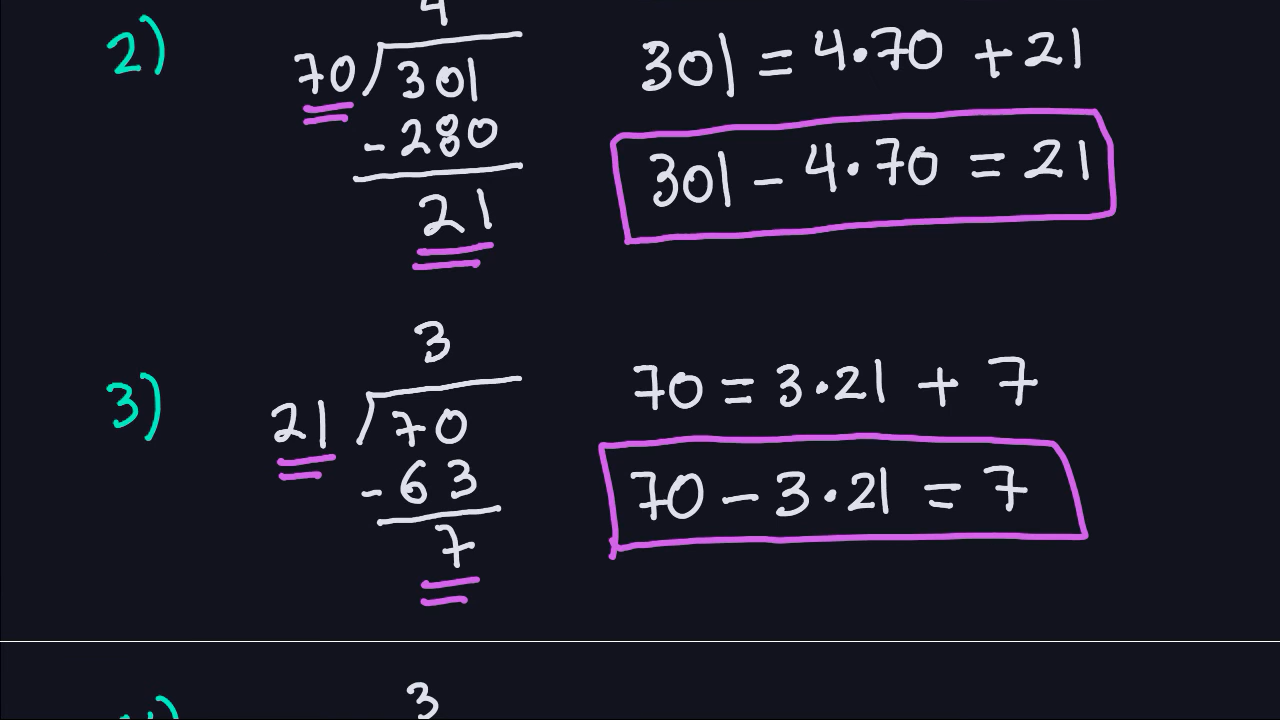 4
2) 70 ) 301 301 = 4·70 + 21
- 280 301 - 4·70 = 21
21
3
3) 21 / 70 70 = 3·21 + 7
- 63 70 - 3·21 = 7
7
3